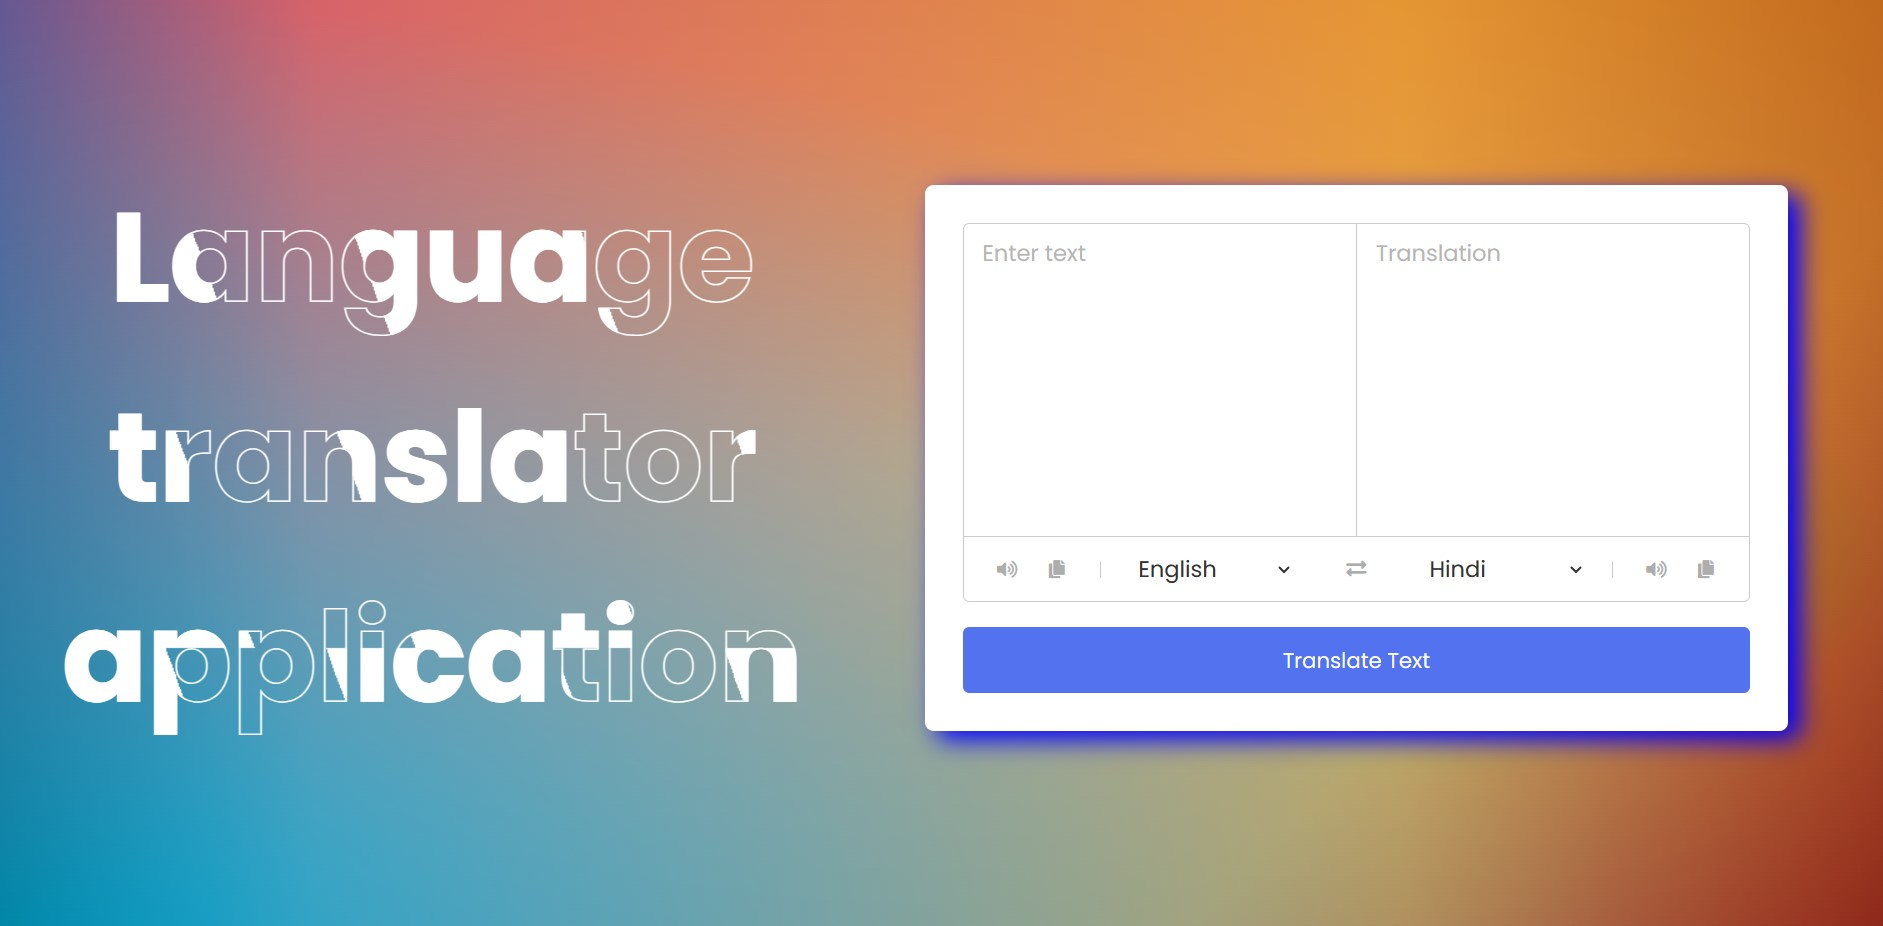 Language
translator
application
Enter text
Translation
English
Hindi
Translate Text